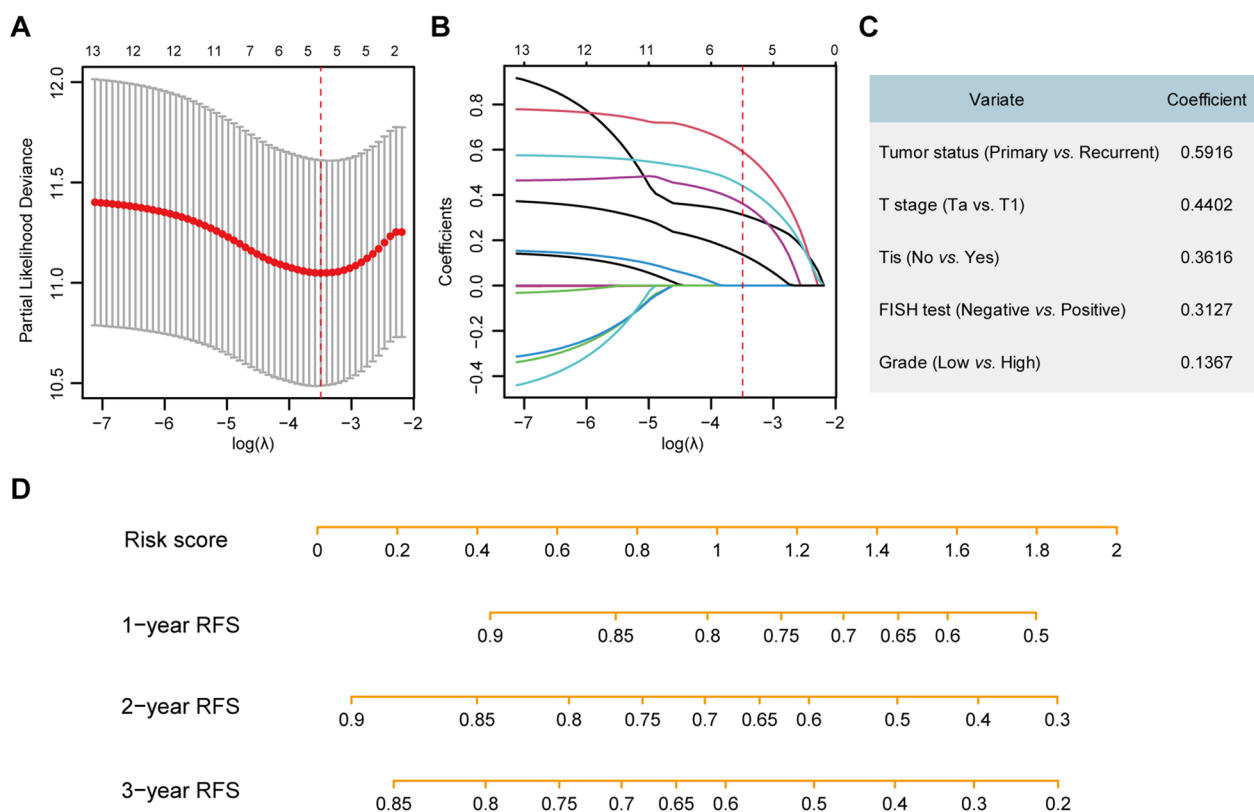 A
13 12 12 11 7 6 5 5 5 2
Partial Likelihood Deviance
12.0
11.5
11.0
10.5
−7 −6 −5 −4 −3 −2
log(λ)
B
13 12 11 6 5 0
Coefficients
0.8
0.6
0.4
0.2
0.0
−0.2
−0.4
−7 −6 −5 −4 −3 −2
log(λ)
C
Variate Coefficient
Tumor status (Primary vs. Recurrent) 0.5916
T stage (Ta vs. T1) 0.4402
Tis (No vs. Yes) 0.3616
FISH test (Negative vs. Positive) 0.3127
Grade (Low vs. High) 0.1367
D
Risk score
0 0.2 0.4 0.6 0.8 1 1.2 1.4 1.6 1.8 2
1−year RFS
0.9 0.85 0.8 0.75 0.7 0.65 0.6 0.5
2−year RFS
0.9 0.85 0.8 0.75 0.7 0.65 0.6 0.5 0.4 0.3
3−year RFS
0.85 0.8 0.75 0.7 0.65 0.6 0.5 0.4 0.3 0.2